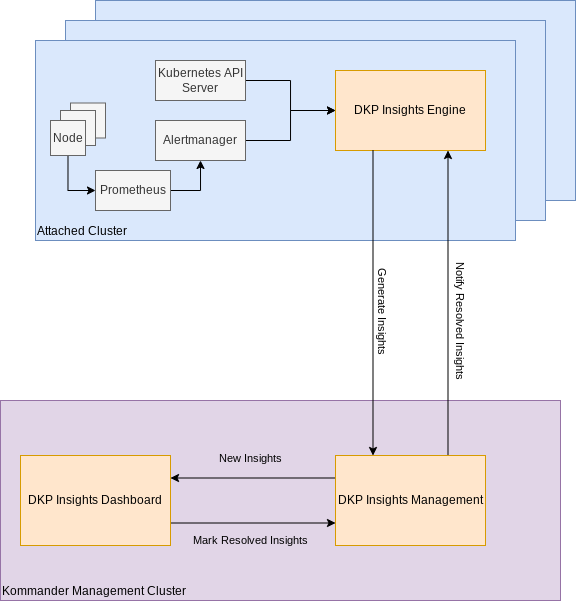 Kubernetes API
Server
DKP Insights Engine
Node
Alertmanager
Prometheus
Attached Cluster
Generate Insights
Notify Resolved Insights
New Insights
DKP Insights Dashboard
DKP Insights Management
Mark Resolved Insights
Kommander Management Cluster